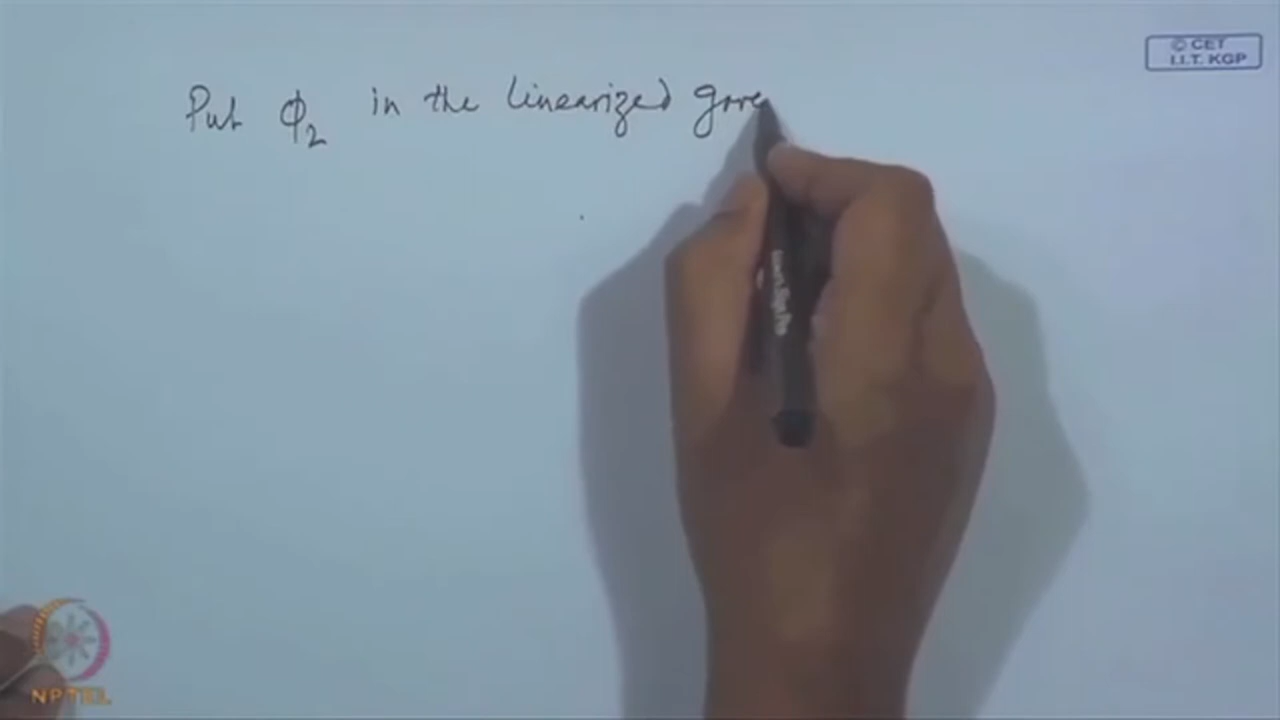 © CET
I.I.T. KGP
Put ϕ₂ in the linearized gove
NPTEL